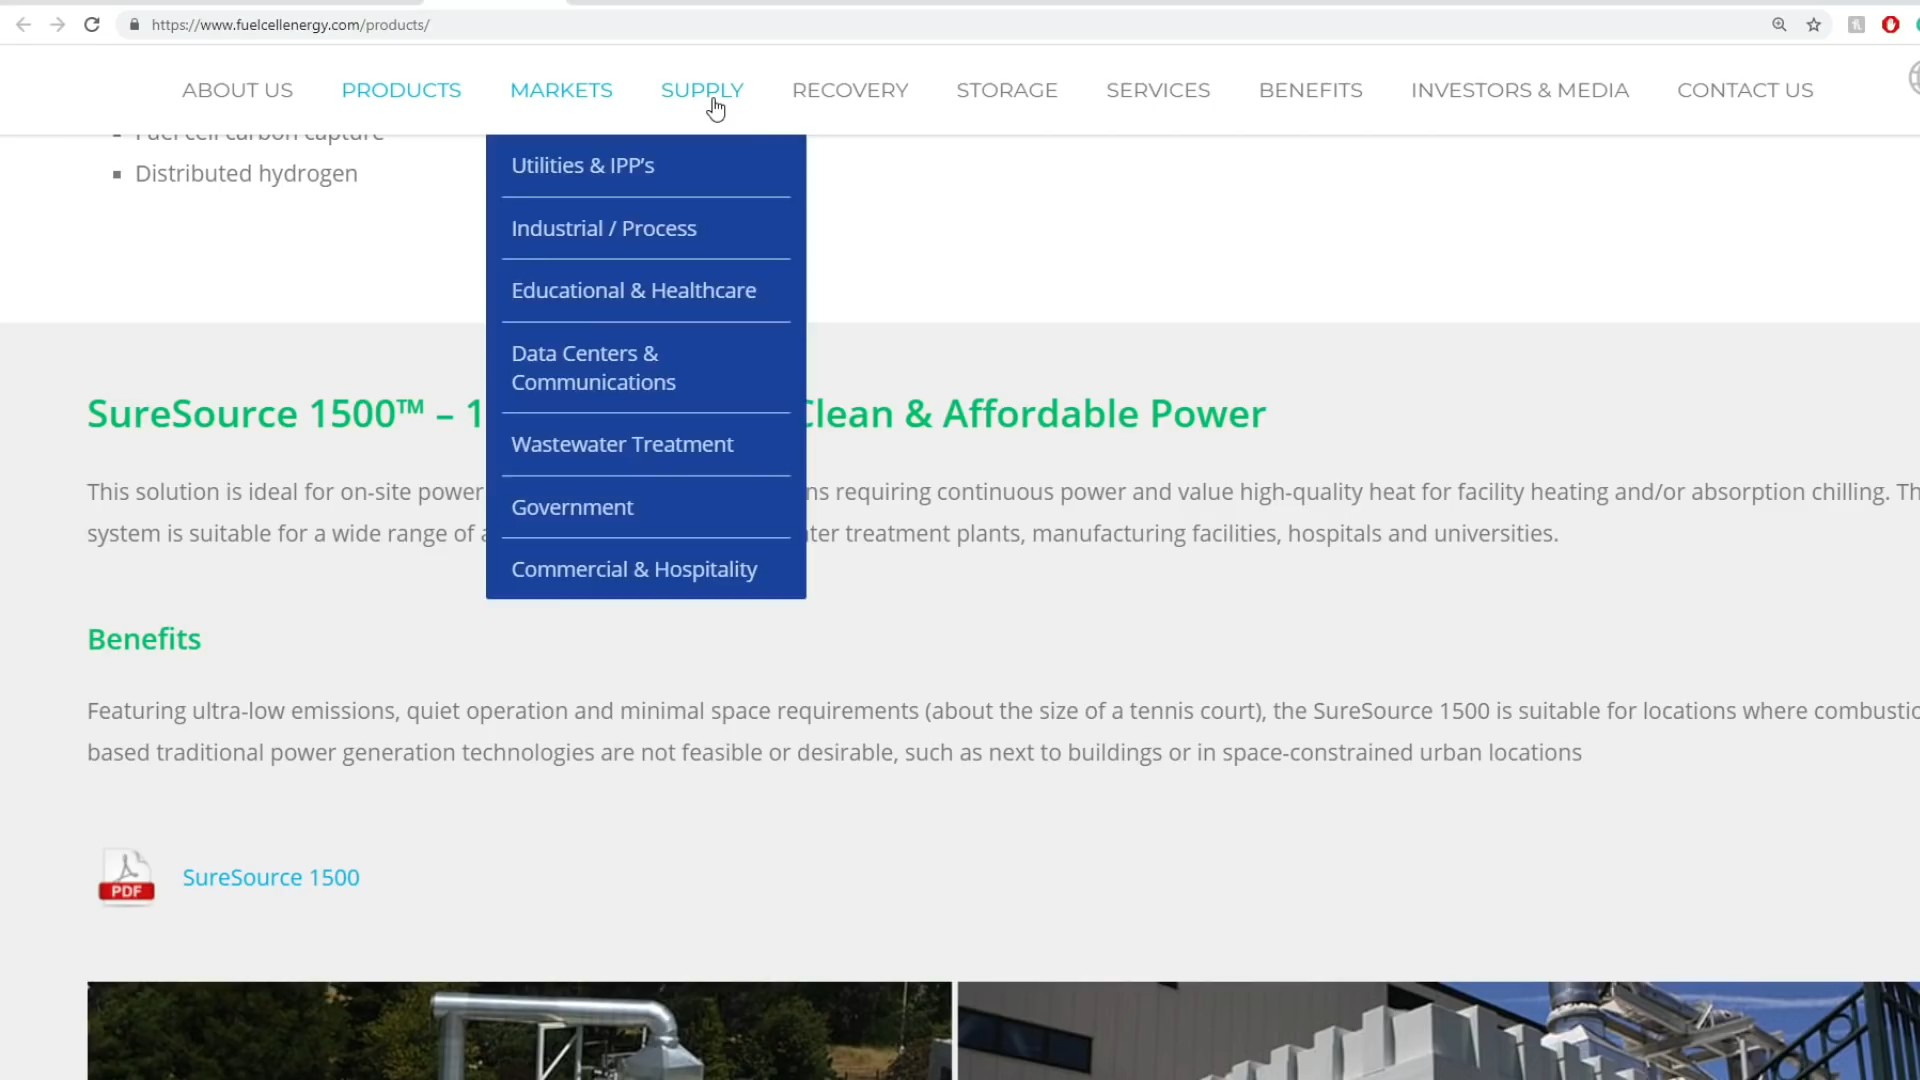 https://www.fuelcellenergy.com/products/
ABOUT US PRODUCTS MARKETS SUPPLY RECOVERY STORAGE SERVICES BENEFITS INVESTORS & MEDIA CONTACT US
Fuel cell carbon capture
Distributed hydrogen
Utilities & IPP's
Industrial / Process
Educational & Healthcare
Data Centers &
Communications
Wastewater Treatment
Government
Commercial & Hospitality
SureSource 1500™ – 1 Clean & Affordable Power
This solution is ideal for on-site power requiring continuous power and value high-quality heat for facility heating and/or absorption chilling.
system is suitable for a wide range of treatment plants, manufacturing facilities, hospitals and universities.
Benefits
Featuring ultra-low emissions, quiet operation and minimal space requirements (about the size of a tennis court), the SureSource 1500 is suitable for locations where
based traditional power generation technologies are not feasible or desirable, such as next to buildings or in space-constrained urban locations
PDF
SureSource 1500